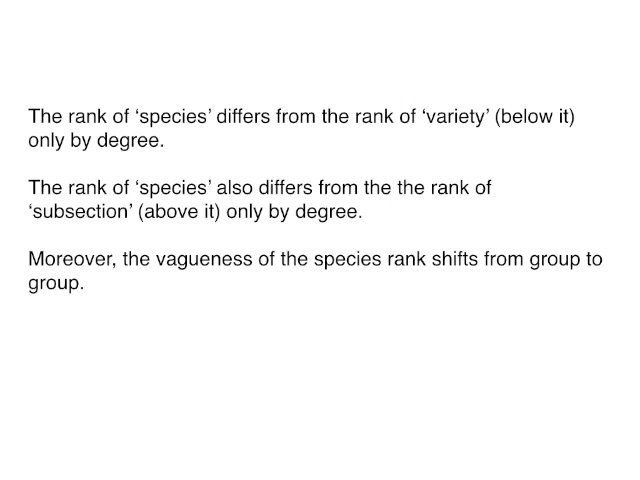 The rank of ‘species’ differs from the rank of ‘variety’ (below it)
only by degree.
The rank of ‘species’ also differs from the the rank of
‘subsection’ (above it) only by degree.
Moreover, the vagueness of the species rank shifts from group to
group.